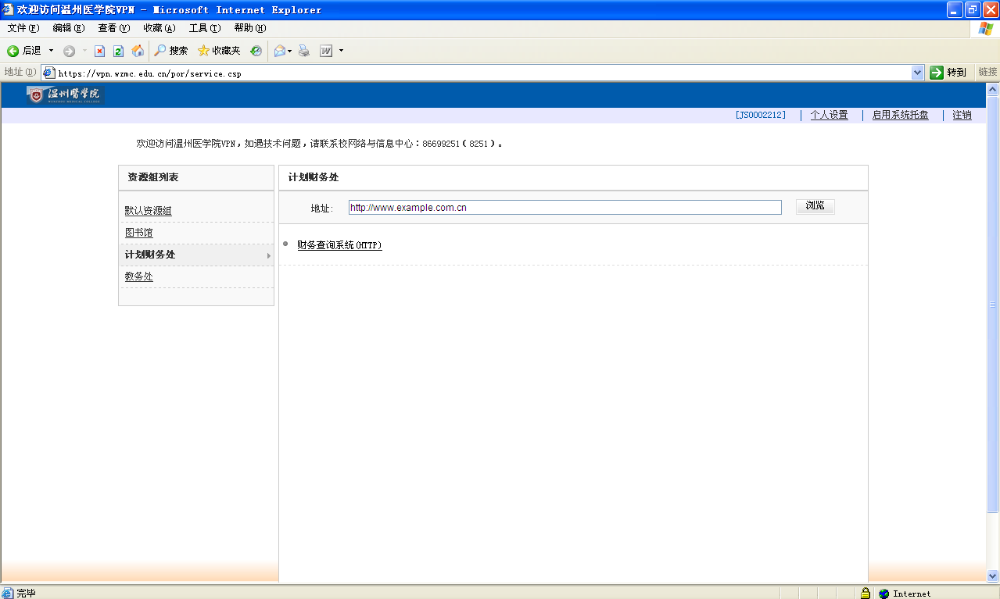 欢迎访问温州医学院VPN - Microsoft Internet Explorer
文件(F) 编辑(E) 查看(V) 收藏(A) 工具(T) 帮助(H)
后退 搜索 收藏夹
地址(D) https://vpn.wzmc.edu.cn/por/service.csp 转到 链接
温州醫学院
WENZHOU MEDICAL COLLEGE
[JS0002212] | 个人设置 | 启用系统托盘 | 注销
欢迎访问温州医学院VPN，如遇技术问题，请联系校网络与信息中心：86699251（8251）。
资源组列表
默认资源组
图书馆
计划财务处
教务处
计划财务处
地址: http://www.example.com.cn 浏览
财务查询系统(HTTP)
完毕 Internet